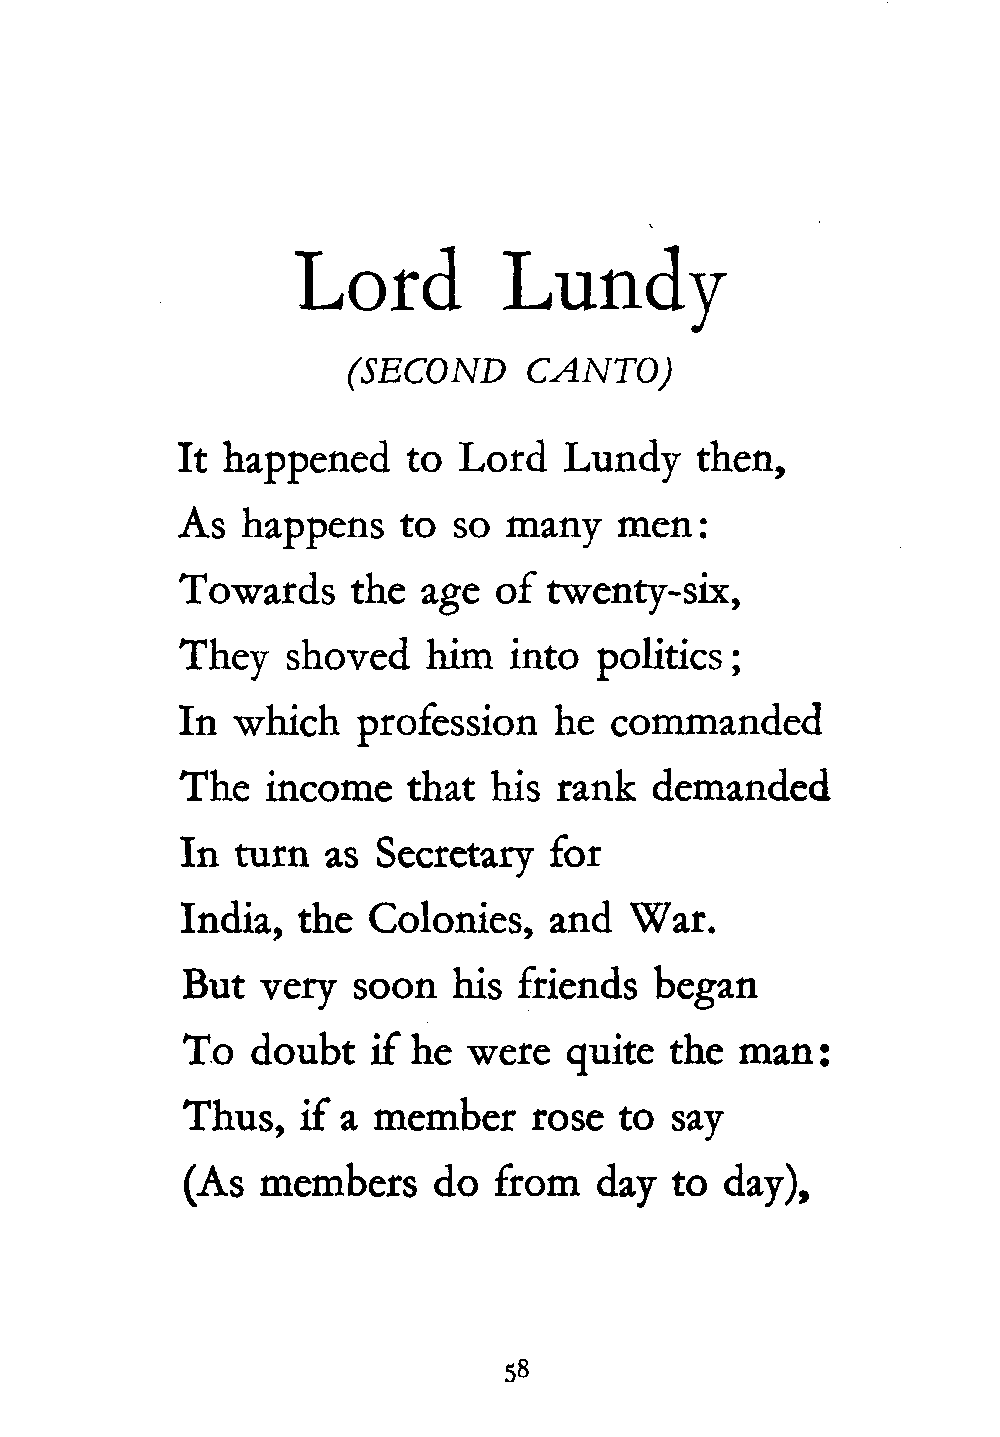 Lord Lundy
(SECOND CANTO)
It happened to Lord Lundy then,
As happens to so many men:
Towards the age of twenty-six,
They shoved him into politics;
In which profession he commanded
The income that his rank demanded
In turn as Secretary for
India, the Colonies, and War.
But very soon his friends began
To doubt if he were quite the man:
Thus, if a member rose to say
(As members do from day to day),
58